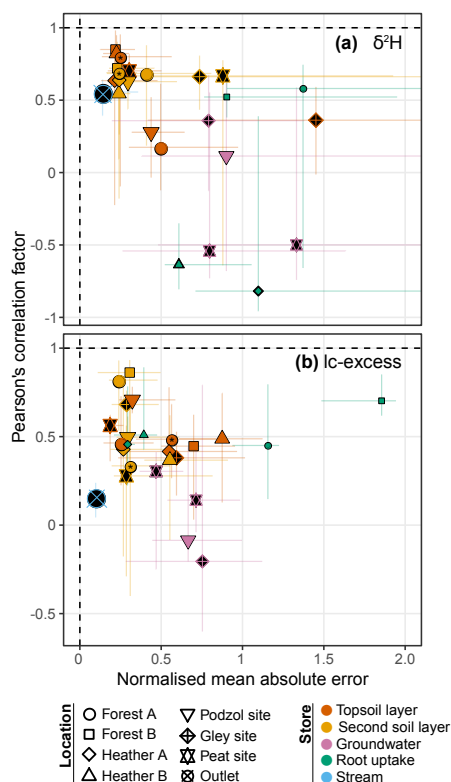 (a) δ²H
1
0.5
0
-0.5
-1
Pearson's correlation factor
(b) lc-excess
1
0.5
0
-0.5
0 0.5 1 1.5 2.0
Normalised mean absolute error
Location
Forest A
Forest B
Heather A
Heather B
Podzol site
Gley site
Peat site
Outlet
Store
Topsoil layer
Second soil layer
Groundwater
Root uptake
Stream